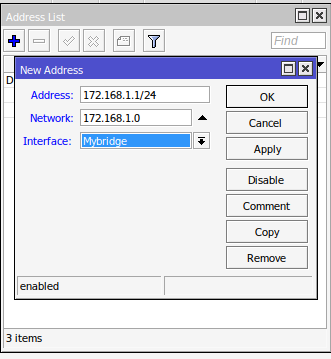 Address List
Find
New Address
Address: 172.168.1.1/24
OK
Network: 172.168.1.0
Cancel
Interface: Mybridge
Apply
Disable
Comment
Copy
Remove
enabled
D
3 items